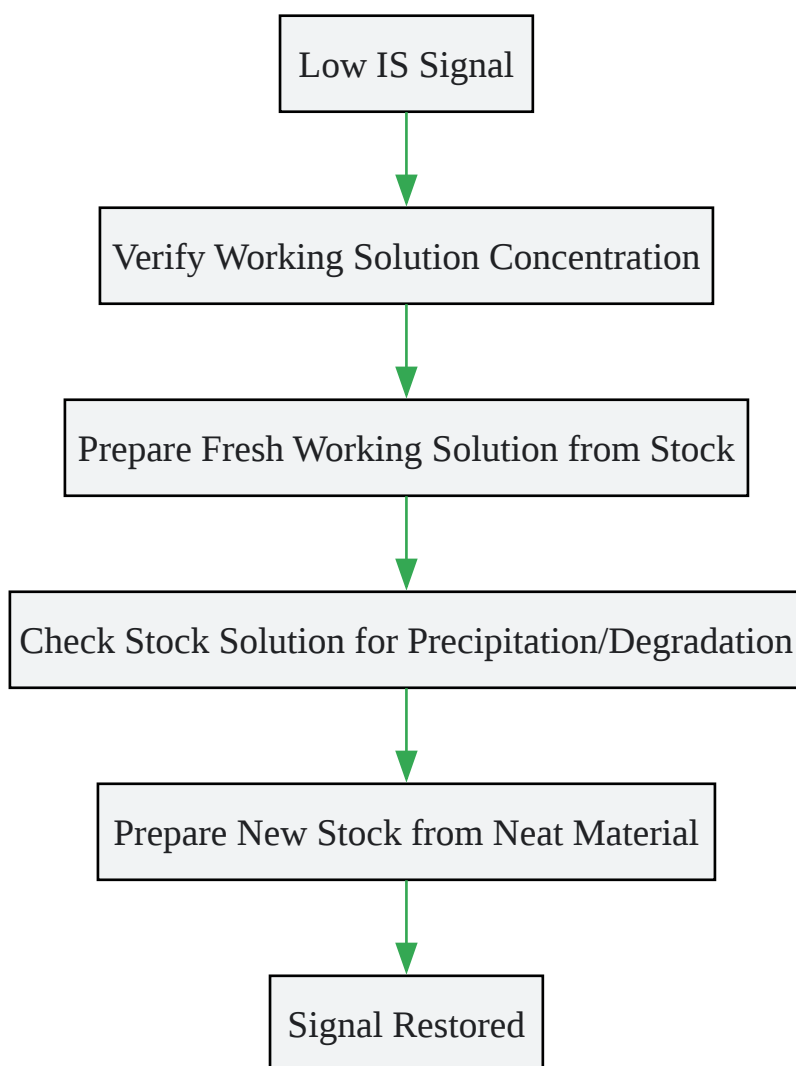 Low IS Signal
Verify Working Solution Concentration
Prepare Fresh Working Solution from Stock
Check Stock Solution for Precipitation/Degradation
Prepare New Stock from Neat Material
Signal Restored